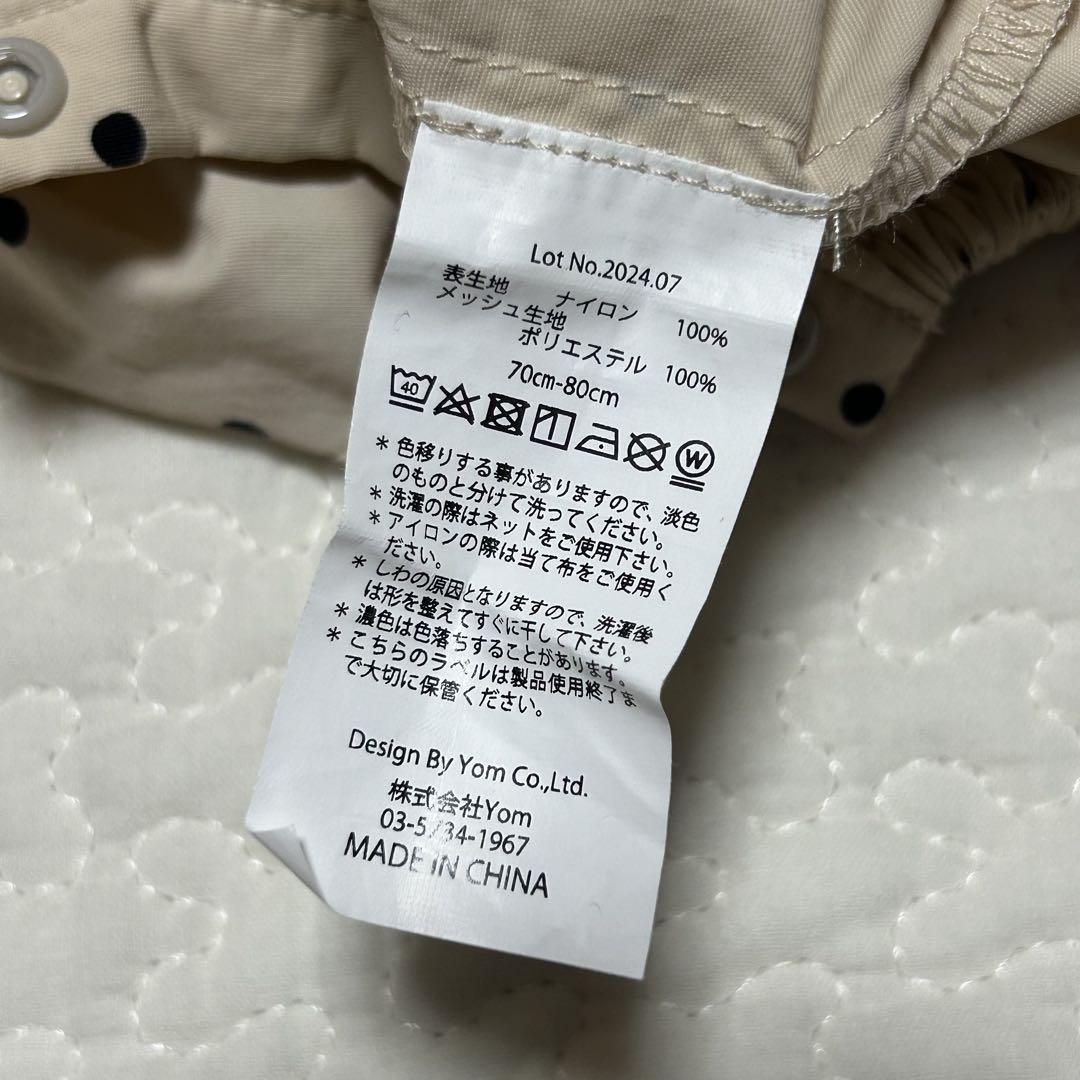 Lot No.2024.07
表生地 ナイロン 100%
メッシュ生地
ポリエステル 100%
70cm-80cm
40
W
＊ 色移りする事がありますので、淡色
のものと分けて洗ってください。
＊ 洗濯の際はネットをご使用下さい。
＊ アイロンの際は当て布をご使用く
ださい。
＊ しわの原因となりますので、洗濯後
は形を整えてすぐに干して下さい。
＊ 濃色は色落ちすることがあります。
＊ こちらのラベルは製品使用終了ま
で大切に保管ください。
Design By Yom Co.,Ltd.
株式会社Yom
MADE IN CHINA